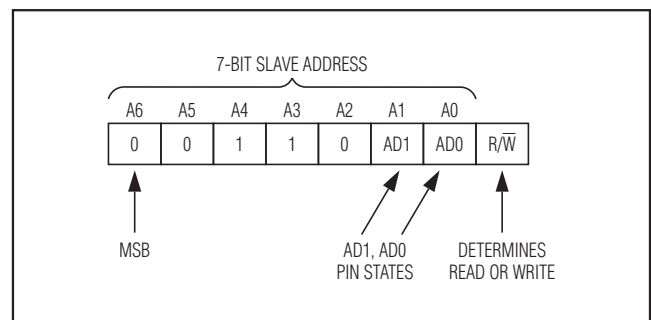 7-BIT SLAVE ADDRESS
A6 A5 A4 A3 A2 A1 A0
0 0 1 1 0 AD1 AD0 R/W̅
MSB
AD1, AD0
PIN STATES
DETERMINES
READ OR WRITE